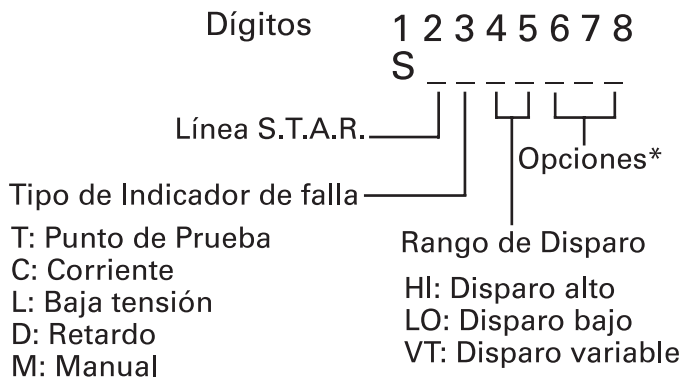 Dígitos 1 2 3 4 5 6 7 8
S _ _ _ _ _ _ _
Línea S.T.A.R.
Opciones*
Tipo de Indicador de falla
T: Punto de Prueba
C: Corriente
L: Baja tensión
D: Retardo
M: Manual
Rango de Disparo
HI: Disparo alto
LO: Disparo bajo
VT: Disparo variable